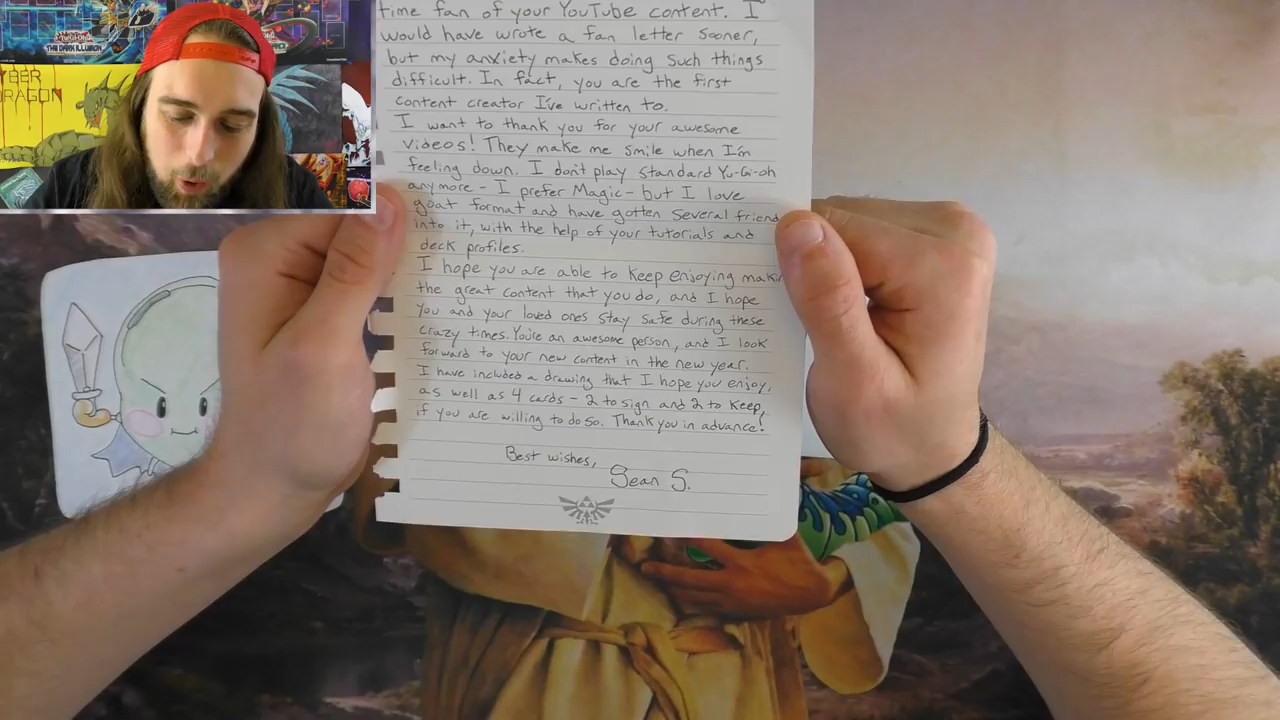 THE DARK ILLUSION
YBER
DRAGON
time fan of your YouTube content. I
would have wrote a fan letter sooner,
but my anxiety makes doing such things
difficult. In fact, you are the first
content creator I've written to.
I want to thank you for your awesome
videos! They make me smile when I'm
feeling down. I don't play standard Yu-Gi-oh
anymore - I prefer Magic - but I love
goat format and have gotten several friend
into it, with the help of your tutorials and
deck profiles.
I hope you are able to keep enjoying makin
the great content that you do, and I hope
you and your loved ones stay safe during these
crazy times. You're an awesome person, and I look
forward to your new content in the new year.
I have included a drawing that I hope you enjoy,
as well as 4 cards - 2 to sign and 2 to keep,
if you are willing to do so. Thank you in advance!
Best wishes,
Sean S.